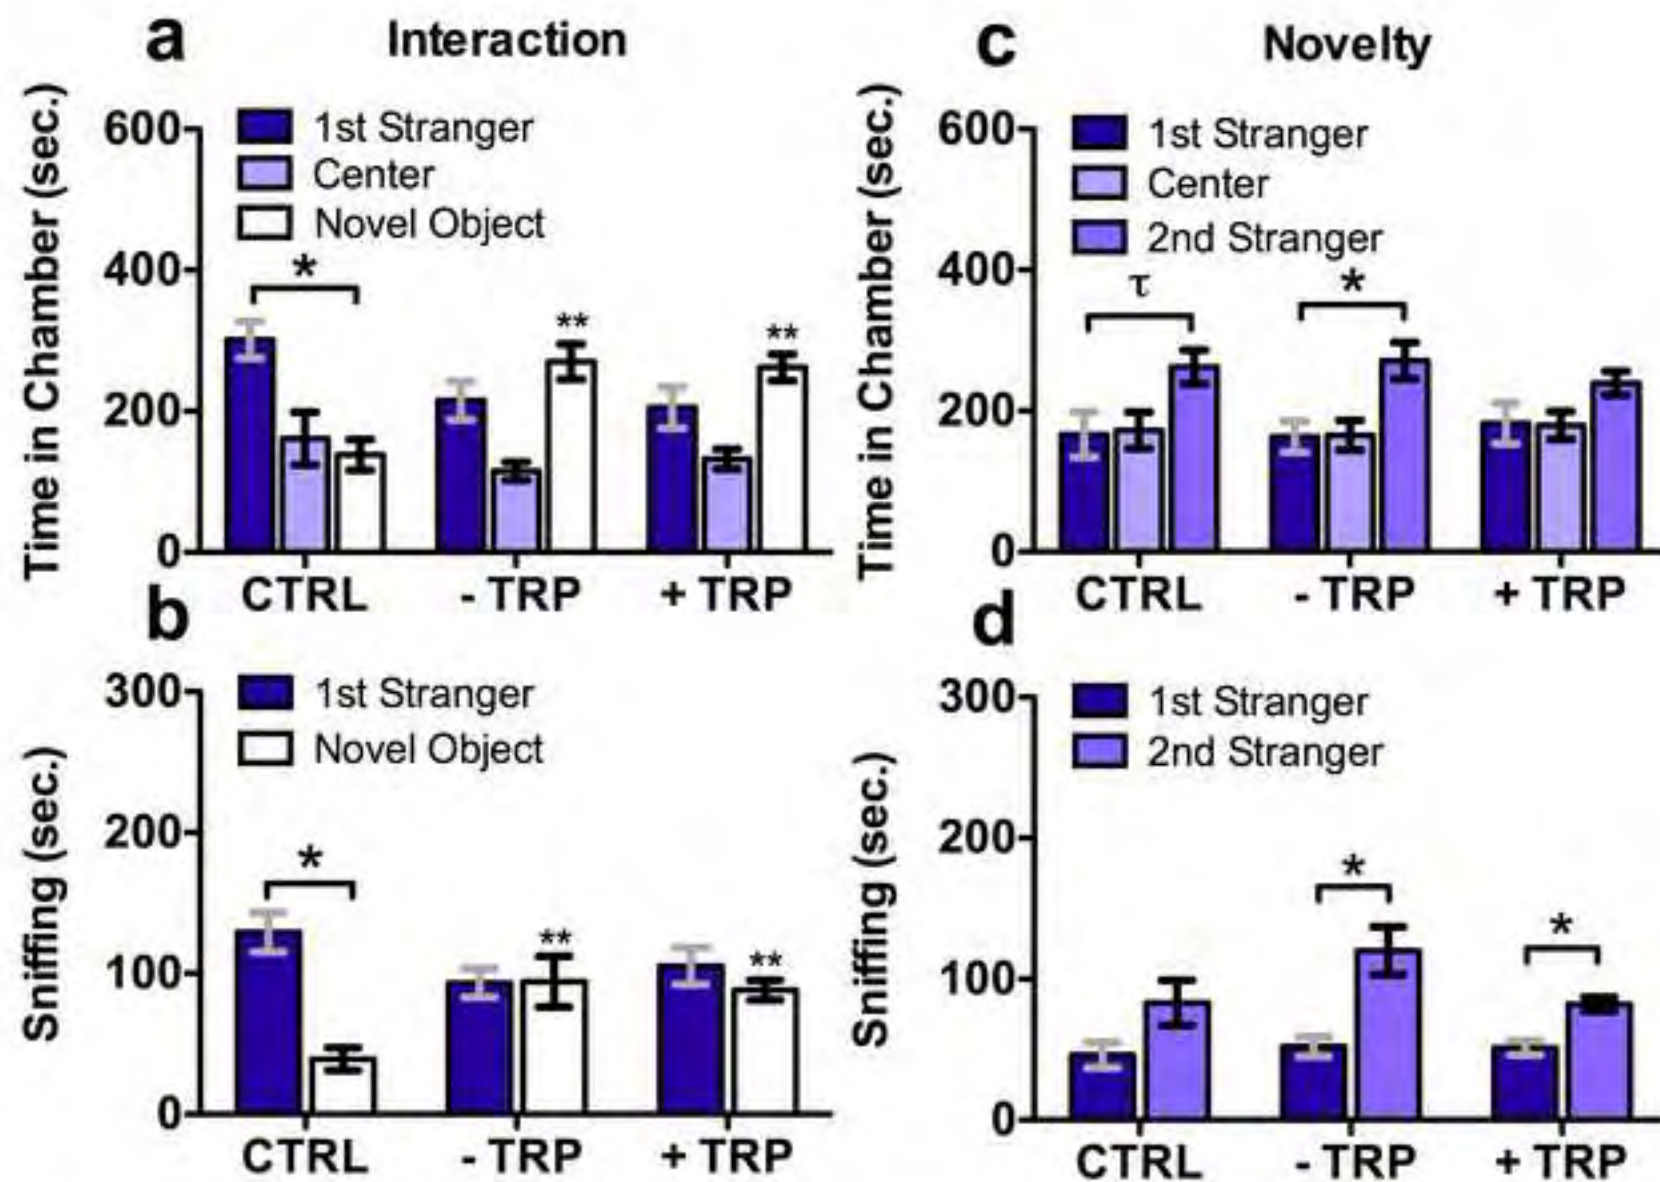 a Interaction
Time in Chamber (sec.)
600
400
200
0
1st Stranger
Center
Novel Object
*
**
**
CTRL - TRP + TRP
c Novelty
Time in Chamber (sec.)
600
400
200
0
1st Stranger
Center
2nd Stranger
τ
*
CTRL - TRP + TRP
b
Sniffing (sec.)
300
200
100
0
1st Stranger
Novel Object
*
**
**
CTRL - TRP + TRP
d
Sniffing (sec.)
300
200
100
0
1st Stranger
2nd Stranger
*
*
CTRL - TRP + TRP